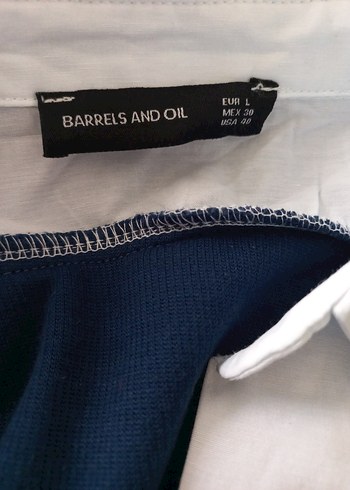 BARRELS AND OIL
EUR L
MEX 30
USA 40